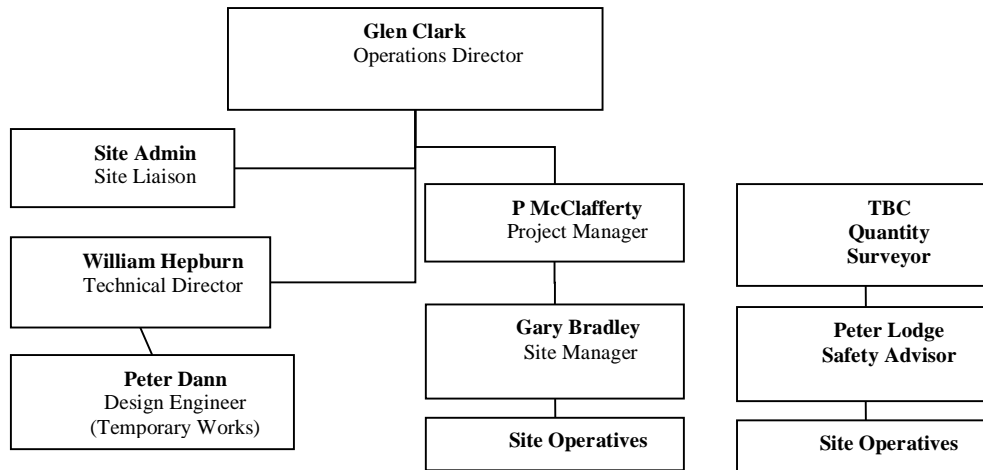 Glen Clark
Operations Director
Site Admin
Site Liaison
P McClafferty
Project Manager
TBC
Quantity
Surveyor
William Hepburn
Technical Director
Gary Bradley
Site Manager
Peter Lodge
Safety Advisor
Peter Dann
Design Engineer
(Temporary Works)
Site Operatives
Site Operatives